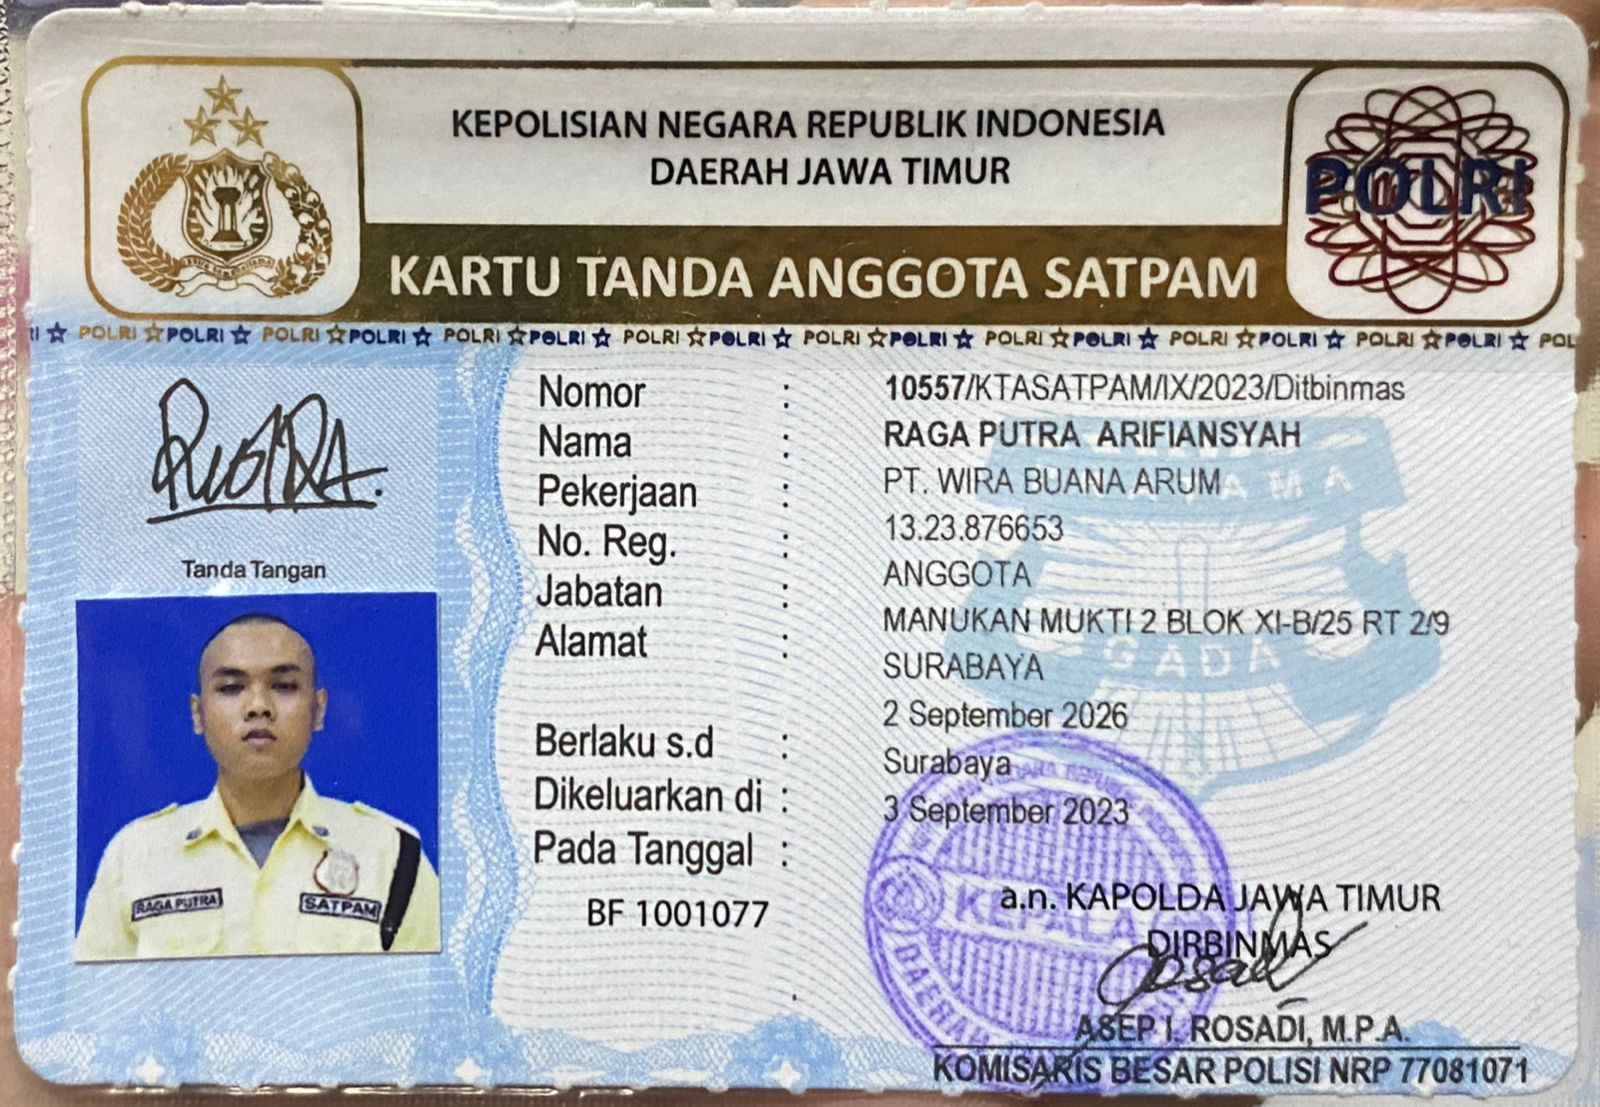 KEPOLISIAN NEGARA REPUBLIK INDONESIA
DAERAH JAWA TIMUR
POLRI
KARTU TANDA ANGGOTA SATPAM
POLRI POLRI POLRI POLRI POLRI POLRI POLRI POLRI POLRI POLRI POLRI POLRI POLRI POLRI POLRI POLRI
Nomor : 10557/KTASATPAM/IX/2023/Ditbinmas
Nama : RAGA PUTRA ARIFIANSYAH
Pekerjaan : PT. WIRA BUANA ARUM
No. Reg. : 13.23.876653
Jabatan : ANGGOTA
Alamat : MANUKAN MUKTI 2 BLOK XI-B/25 RT 2/9
SURABAYA
Berlaku s.d : 2 September 2026
Dikeluarkan di : Surabaya
Pada Tanggal : 3 September 2023
BF 1001077
Tanda Tangan
RAGA PUTRA
SATPAM
GADA
KEPALA
DAERAH
a.n. KAPOLDA JAWA TIMUR
DIRBINMAS
ASEP I. ROSADI, M.P.A.
KOMISARIS BESAR POLISI NRP 77081071